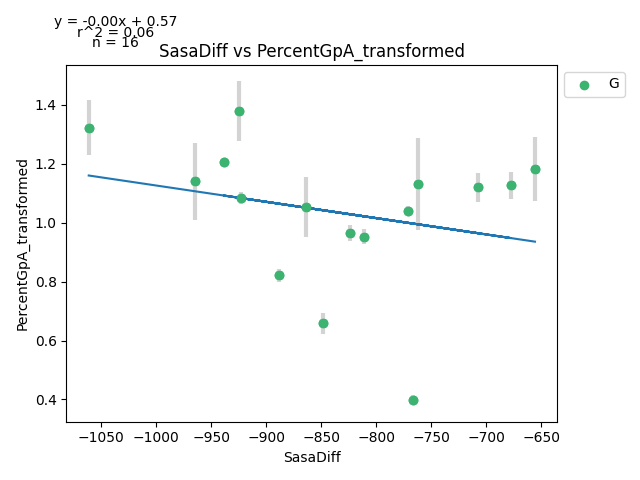 y = -0.00x + 0.57
r^2 = 0.06
n = 16
SasaDiff vs PercentGpA_transformed
G
PercentGpA_transformed
1.4
1.2
1.0
0.8
0.6
0.4
−1050 −1000 −950 −900 −850 −800 −750 −700 −650
SasaDiff